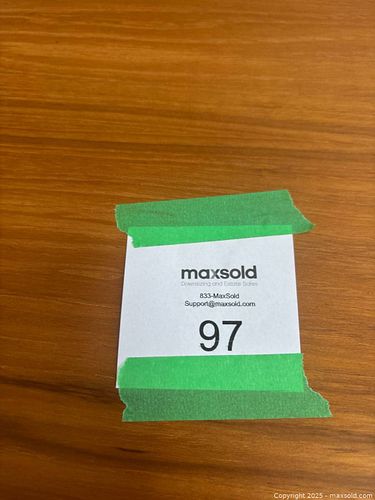 maxsold
Downsizing and Estate Sales
833-MaxSold
Support@maxsold.com
97
Copyright 2025 - maxsold.com